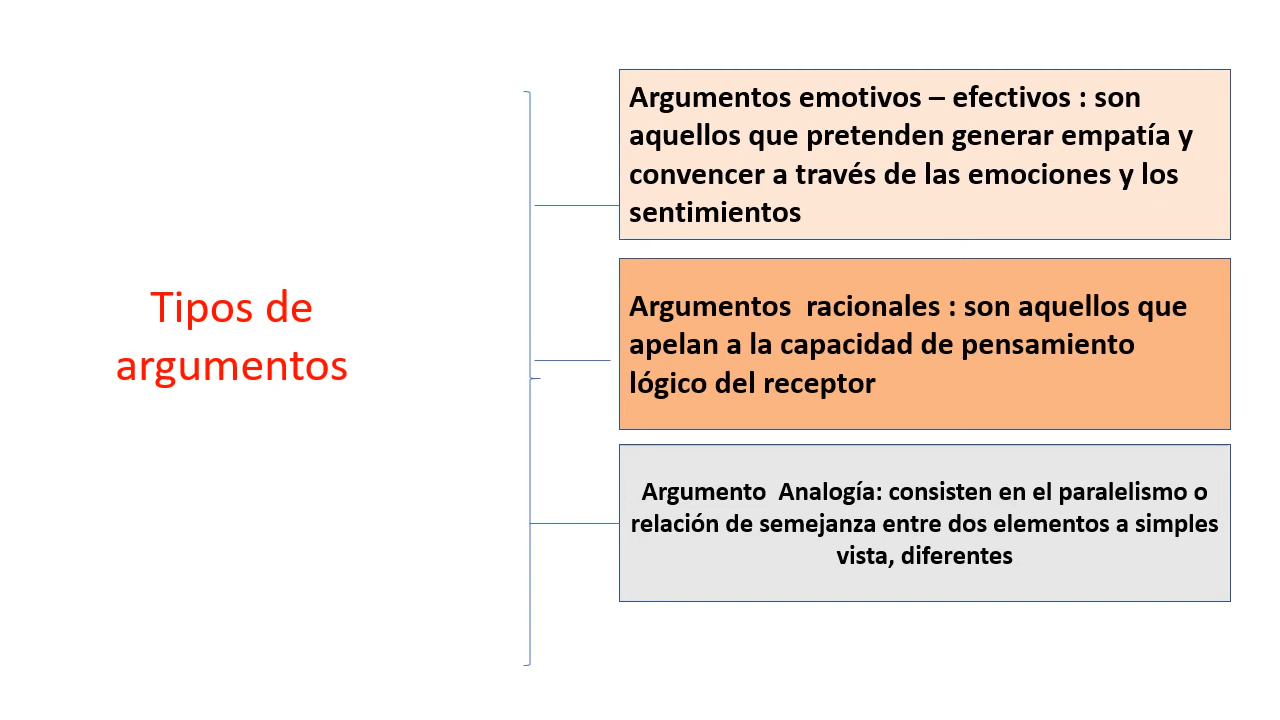 Tipos de
argumentos
Argumentos emotivos – efectivos : son
aquellos que pretenden generar empatía y
convencer a través de las emociones y los
sentimientos
Argumentos  racionales : son aquellos que
apelan a la capacidad de pensamiento
lógico del receptor
Argumento  Analogía: consisten en el paralelismo o
relación de semejanza entre dos elementos a simples
vista, diferentes